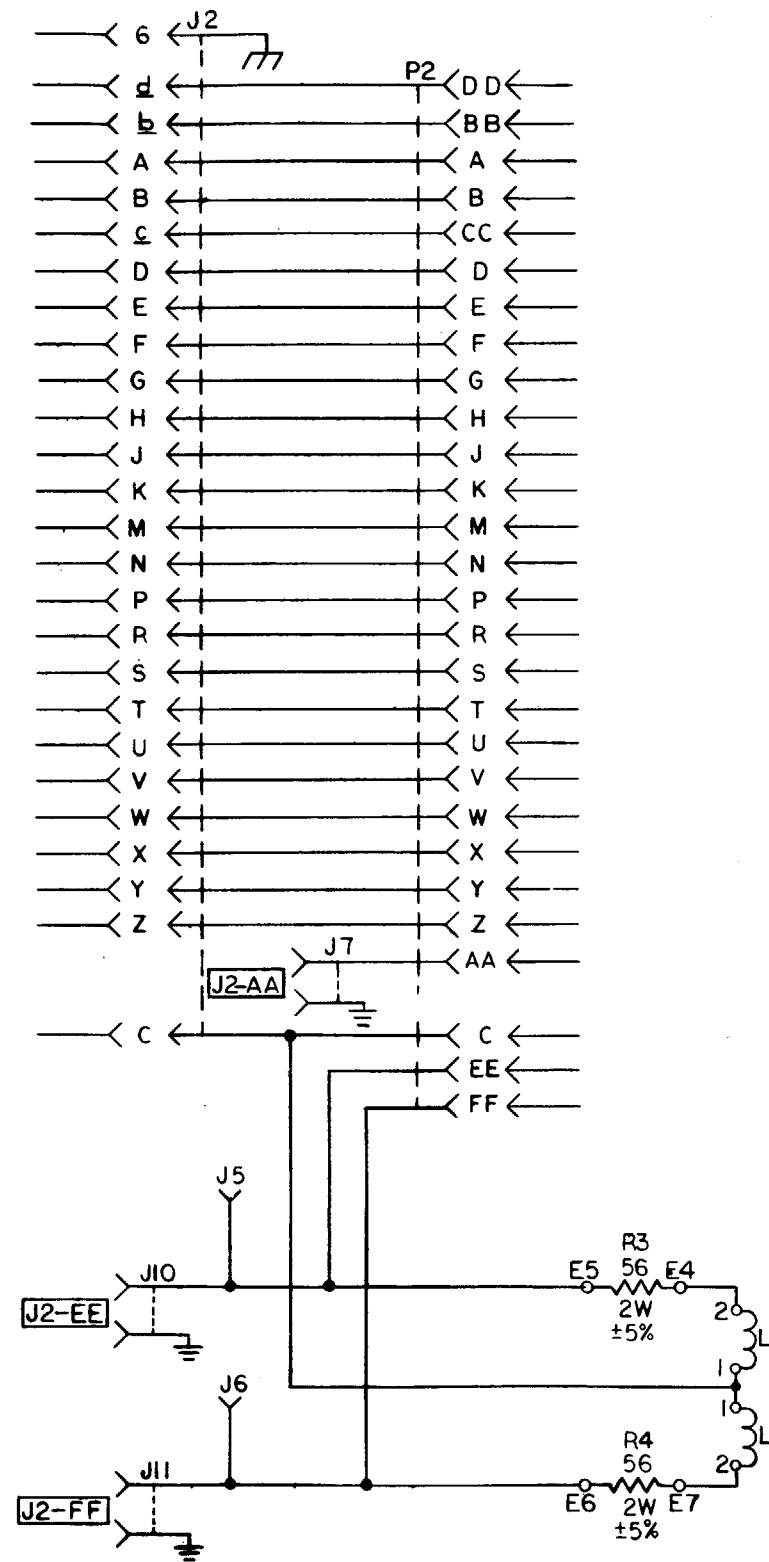 J2
6
P2
d DD
b BB
A A
B B
c CC
D D
E E
F F
G G
H H
J J
K K
M M
N N
P P
R R
S S
T T
U U
V V
W W
X X
Y Y
Z Z
J7 AA
J2-AA
C C
EE
FF
J5
R3
J10 E5 56 E4
J2-EE 2W 2
±5% L
1
J6 1
R4 L
J11 56 2
J2-FF E6 2W E7
±5%